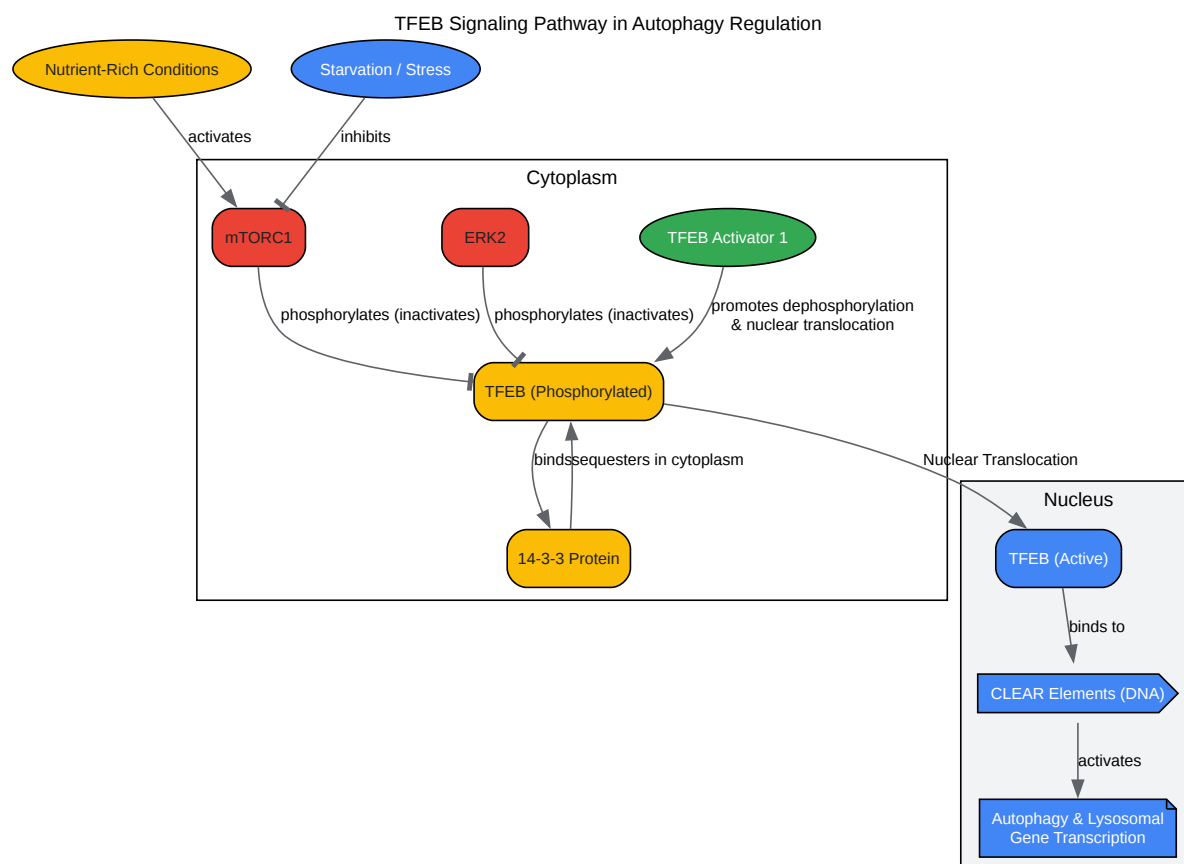 TFEB Signaling Pathway in Autophagy Regulation
Nutrient-Rich Conditions
Starvation / Stress
activates
inhibits
Cytoplasm
mTORC1
ERK2
TFEB Activator 1
phosphorylates (inactivates)
phosphorylates (inactivates)
promotes dephosphorylation
& nuclear translocation
TFEB (Phosphorylated)
binds
sequesters in cytoplasm
Nuclear Translocation
Nucleus
14-3-3 Protein
TFEB (Active)
binds to
CLEAR Elements (DNA)
activates
Autophagy & Lysosomal
Gene Transcription